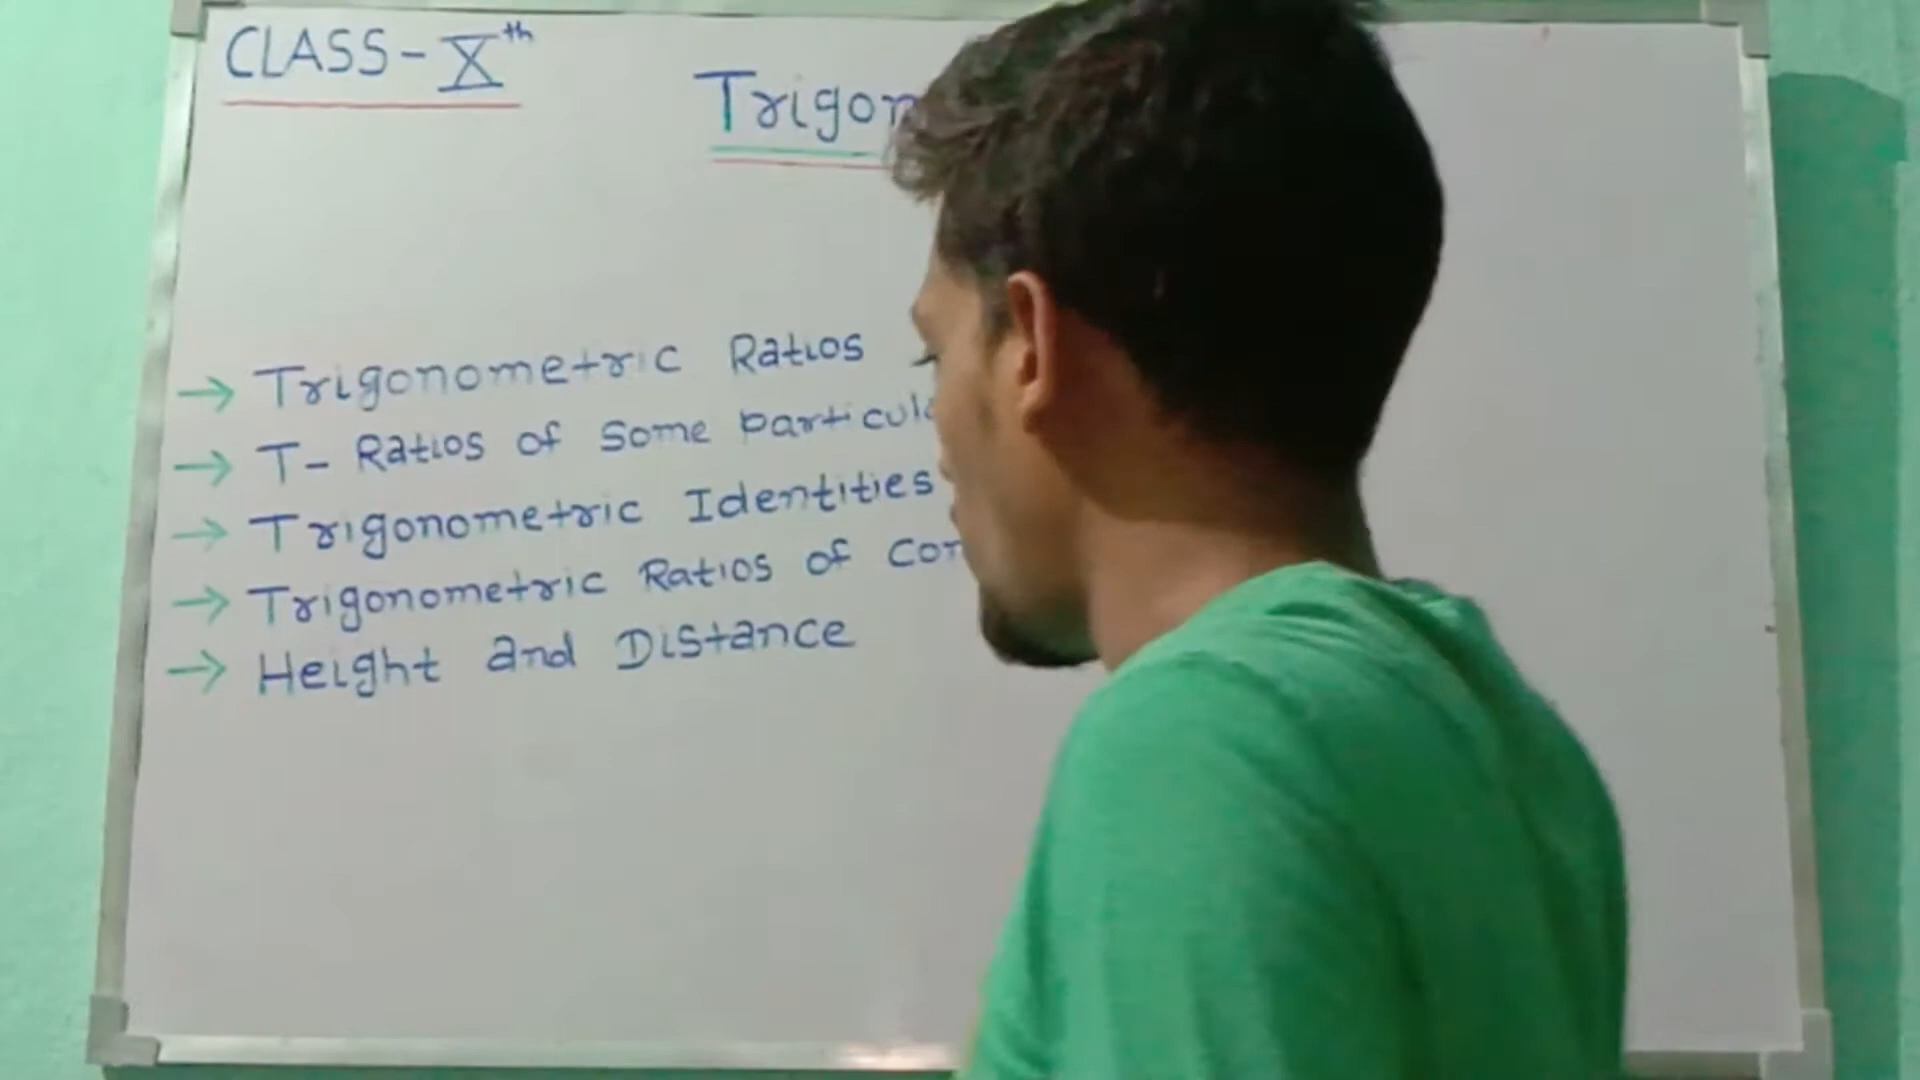 CLASS - Xth
Trigon
→ Trigonometric Ratios
→ T- Ratios of Some particul
→ Trigonometric Identities
→ Trigonometric Ratios of Co
→ Height and Distance